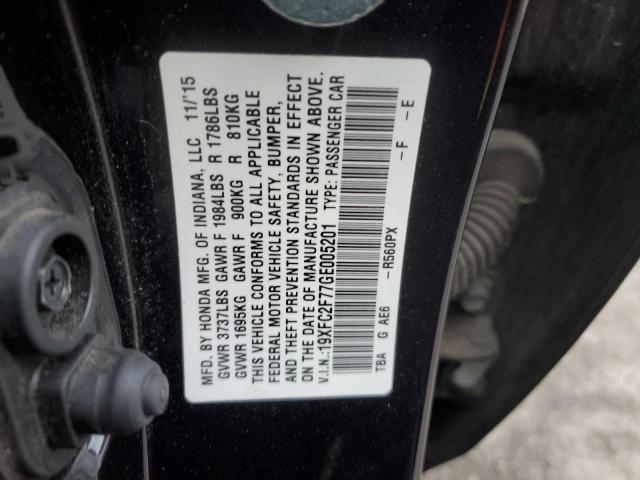 MFD. BY HONDA MFG. OF INDIANA, LLC 11/'15
GVWR 3737LBS GAWR F 1984LBS R 1786LBS
GVWR 1695KG GAWR F 900KG R 810KG
THIS VEHICLE CONFORMS TO ALL APPLICABLE
FEDERAL MOTOR VEHICLE SAFETY, BUMPER,
AND THEFT PREVENTION STANDARDS IN EFFECT
ON THE DATE OF MANUFACTURE SHOWN ABOVE.
V.I.N.:19XFC2F77GE005201 TYPE: PASSENGER CAR
-R560PX -F -E
TBA G AE6